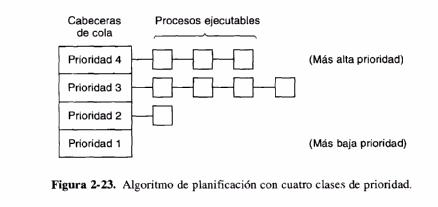 Cabeceras de cola
Procesos ejecutables
Prioridad 4
(Más alta prioridad)
Prioridad 3
Prioridad 2
Prioridad 1
(Más baja prioridad)
Figura 2-23. Algoritmo de planificación con cuatro clases de prioridad.